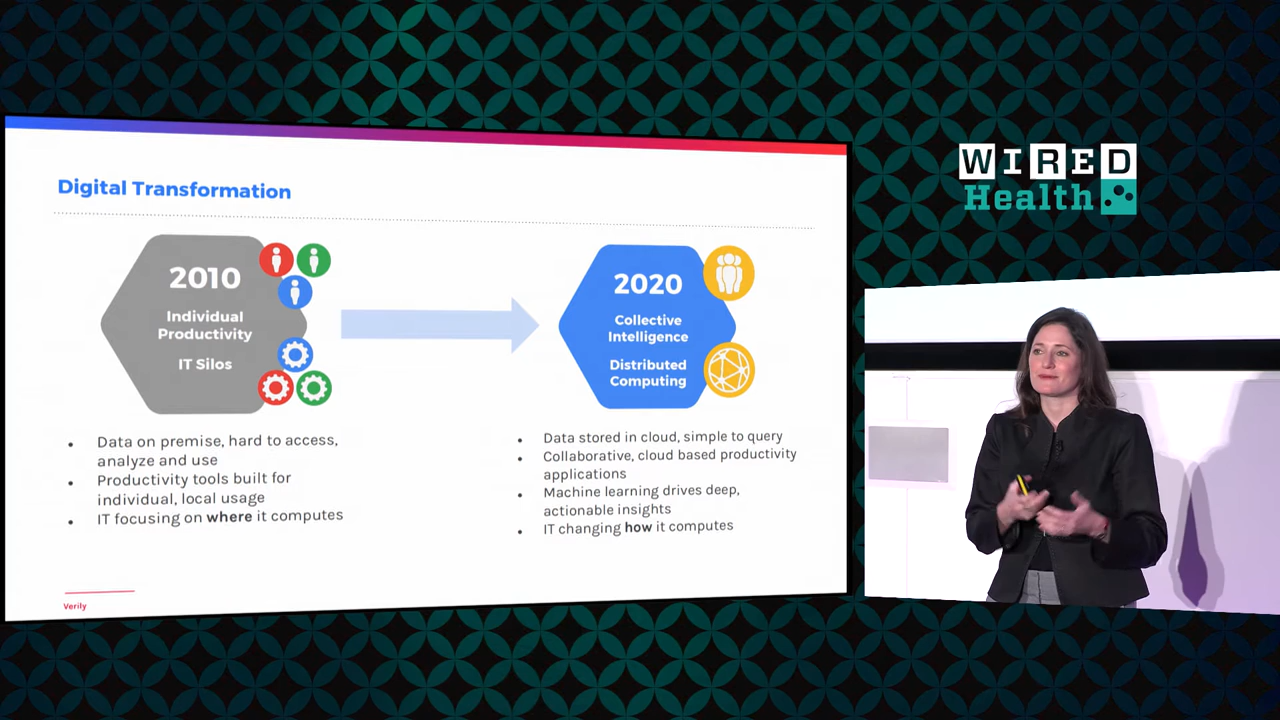 Digital Transformation
2010
Individual
Productivity
IT Silos
2020
Collective
Intelligence
Distributed
Computing
Data on premise, hard to access,
analyze and use
Productivity tools built for
individual, local usage
IT focusing on where it computes
Data stored in cloud, simple to query
Collaborative, cloud based productivity
applications
Machine learning drives deep,
actionable insights
IT changing how it computes
Verily
WIRED
Health